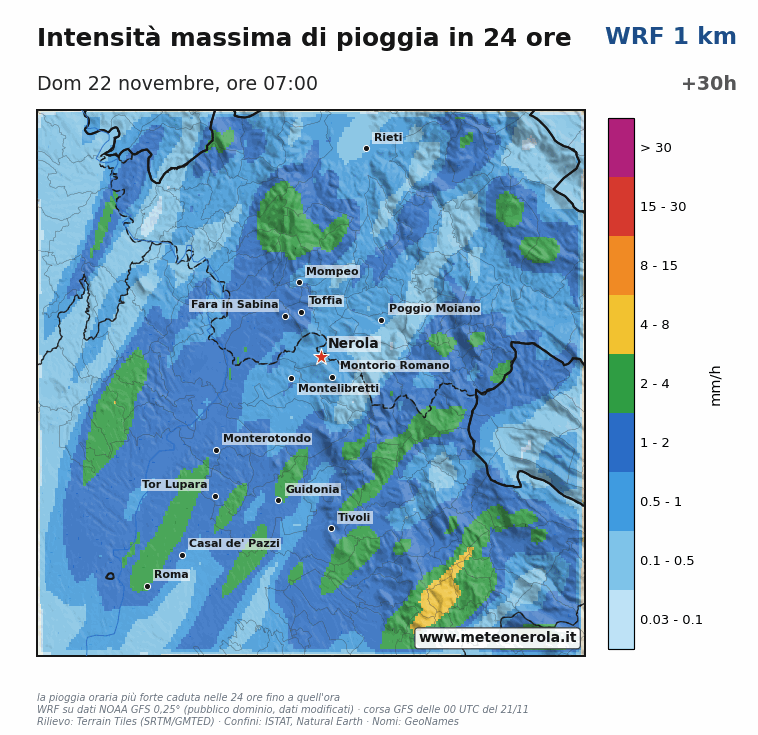 Intensità massima di pioggia in 24 ore
WRF 1 km
Dom 22 novembre, ore 07:00
+30h
Rieti
Mompeo
Fara in Sabina
Toffia
Poggio Moiano
Nerola
Montorio Romano
Montelibretti
Monterotondo
Tor Lupara
Guidonia
Tivoli
Casal de' Pazzi
Roma
www.meteonerola.it
> 30
15 - 30
8 - 15
4 - 8
2 - 4
1 - 2
0.5 - 1
0.1 - 0.5
0.03 - 0.1
mm/h
la pioggia oraria più forte caduta nelle 24 ore fino a quell'ora
WRF su dati NOAA GFS 0,25° (pubblico dominio, dati modificati) · corsa GFS delle 00 UTC del 21/11
Rilievo: Terrain Tiles (SRTM/GMTED) · Confini: ISTAT, Natural Earth · Nomi: GeoNames